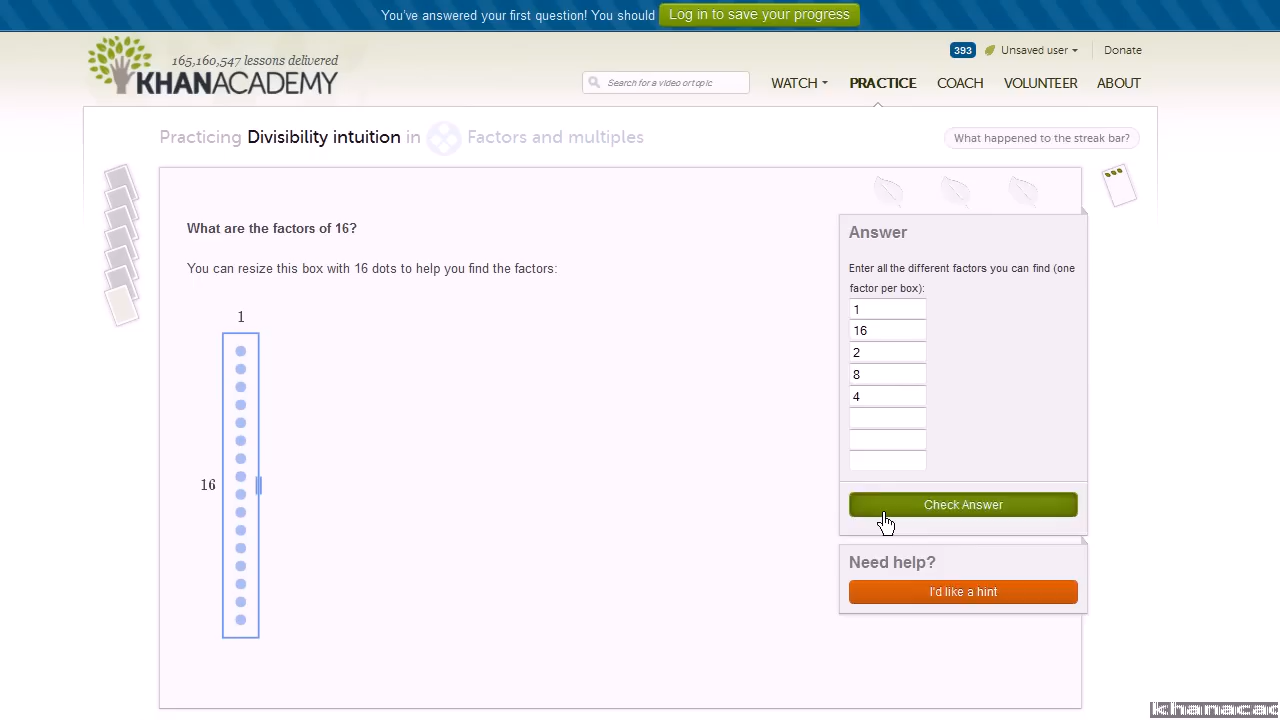 You've answered your first question! You should Log in to save your progress
165,160,547 lessons delivered
KHANACADEMY
393 Unsaved user Donate
Search for a video or topic
WATCH PRACTICE COACH VOLUNTEER ABOUT
Practicing Divisibility intuition in Factors and multiples
What happened to the streak bar?
What are the factors of 16?
You can resize this box with 16 dots to help you find the factors:
1
16
Answer
Enter all the different factors you can find (one
factor per box):
1
16
2
8
4
Check Answer
Need help?
I'd like a hint
khanacad